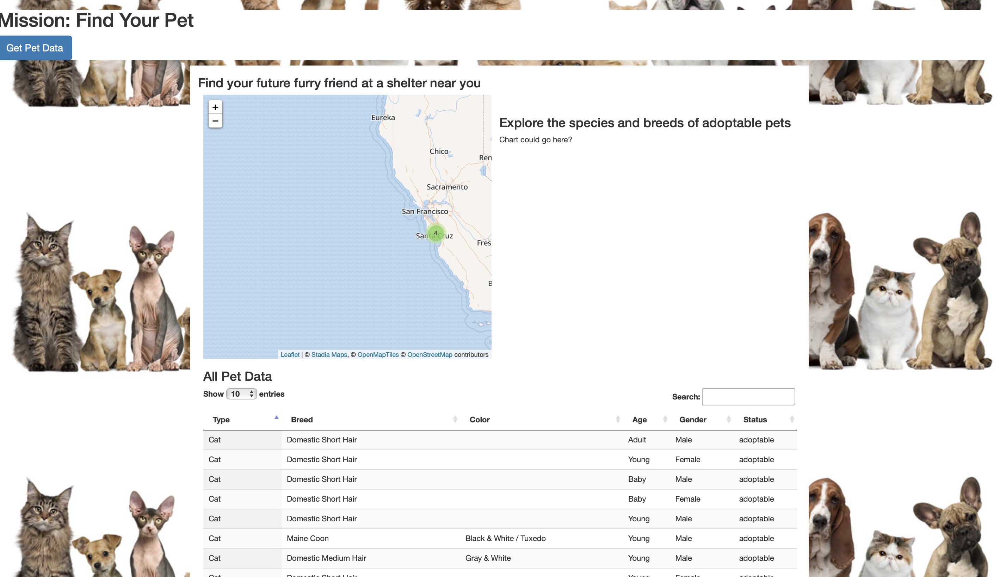 Mission: Find Your Pet
Get Pet Data
Find your future furry friend at a shelter near you
+
−
Eureka
Chico
Ren
Sacramento
San Francisco
4
Santa Cruz
Fres
B
Leaflet | © Stadia Maps, © OpenMapTiles © OpenStreetMap contributors
Explore the species and breeds of adoptable pets
Chart could go here?
All Pet Data
Show 10 entries
Search:
Type Breed Color Age Gender Status
Cat Domestic Short Hair Adult Male adoptable
Cat Domestic Short Hair Young Female adoptable
Cat Domestic Short Hair Baby Male adoptable
Cat Domestic Short Hair Baby Female adoptable
Cat Domestic Short Hair Young Male adoptable
Cat Maine Coon Black & White / Tuxedo Young Male adoptable
Cat Domestic Medium Hair Gray & White Young Male adoptable